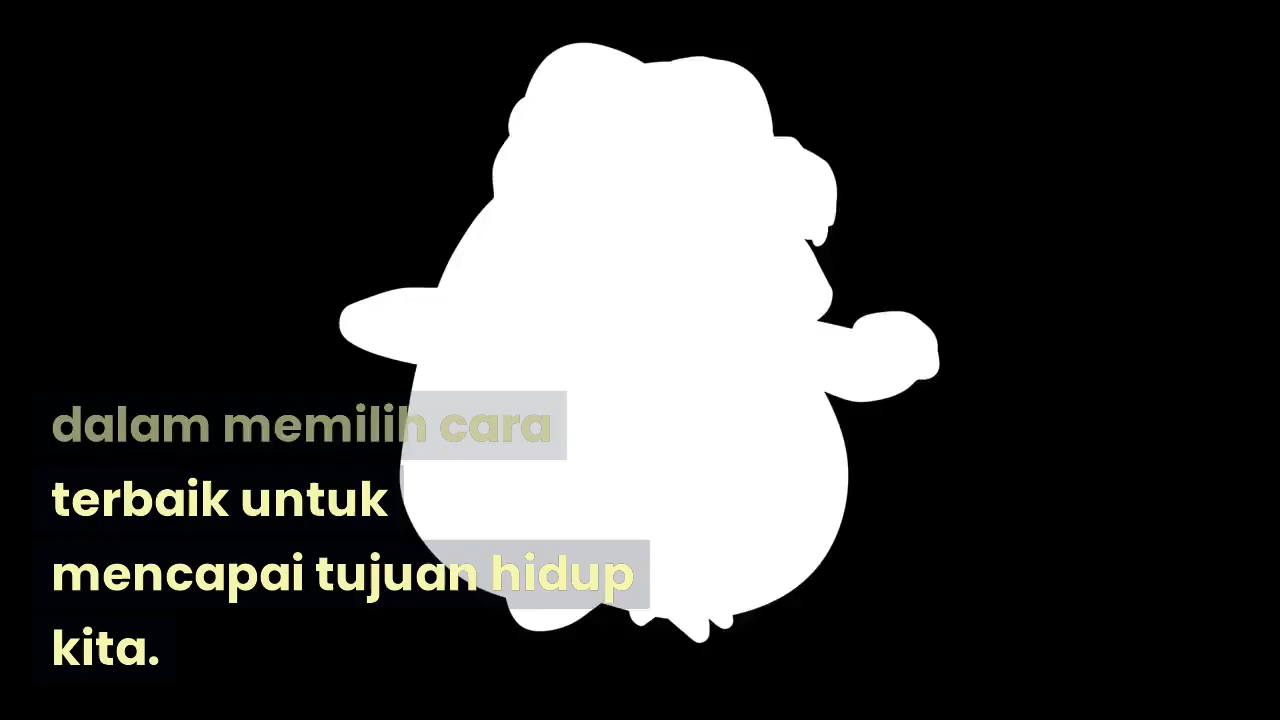 dalam memilih cara
terbaik untuk
mencapai tujuan hidup
kita.